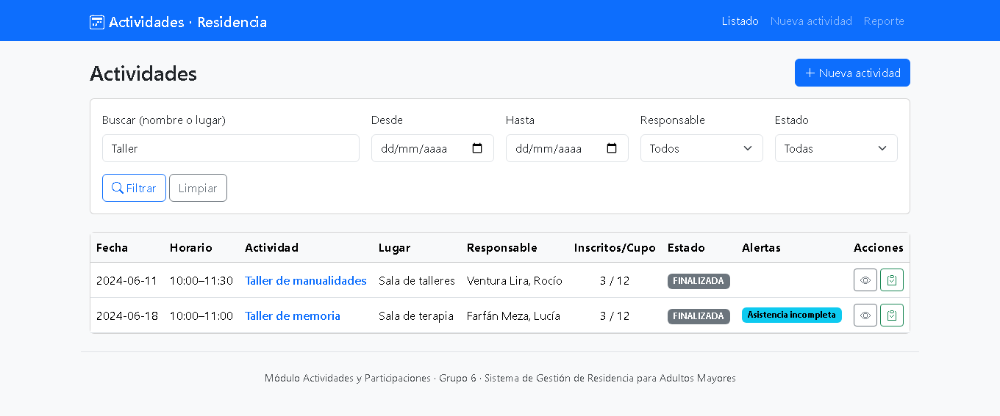 Actividades · Residencia
Listado Nueva actividad Reporte
Actividades
Nueva actividad
Buscar (nombre o lugar) Desde Hasta Responsable Estado
Taller dd/mm/aaaa dd/mm/aaaa Todos Todas
Filtrar Limpiar
Fecha Horario Actividad Lugar Responsable Inscritos/Cupo Estado Alertas Acciones
2024-06-11 10:00–11:30 Taller de manualidades Sala de talleres Ventura Lira, Rocío 3 / 12 FINALIZADA
2024-06-18 10:00–11:00 Taller de memoria Sala de terapia Farfán Meza, Lucía 3 / 12 FINALIZADA Asistencia incompleta
Módulo Actividades y Participaciones · Grupo 6 · Sistema de Gestión de Residencia para Adultos Mayores